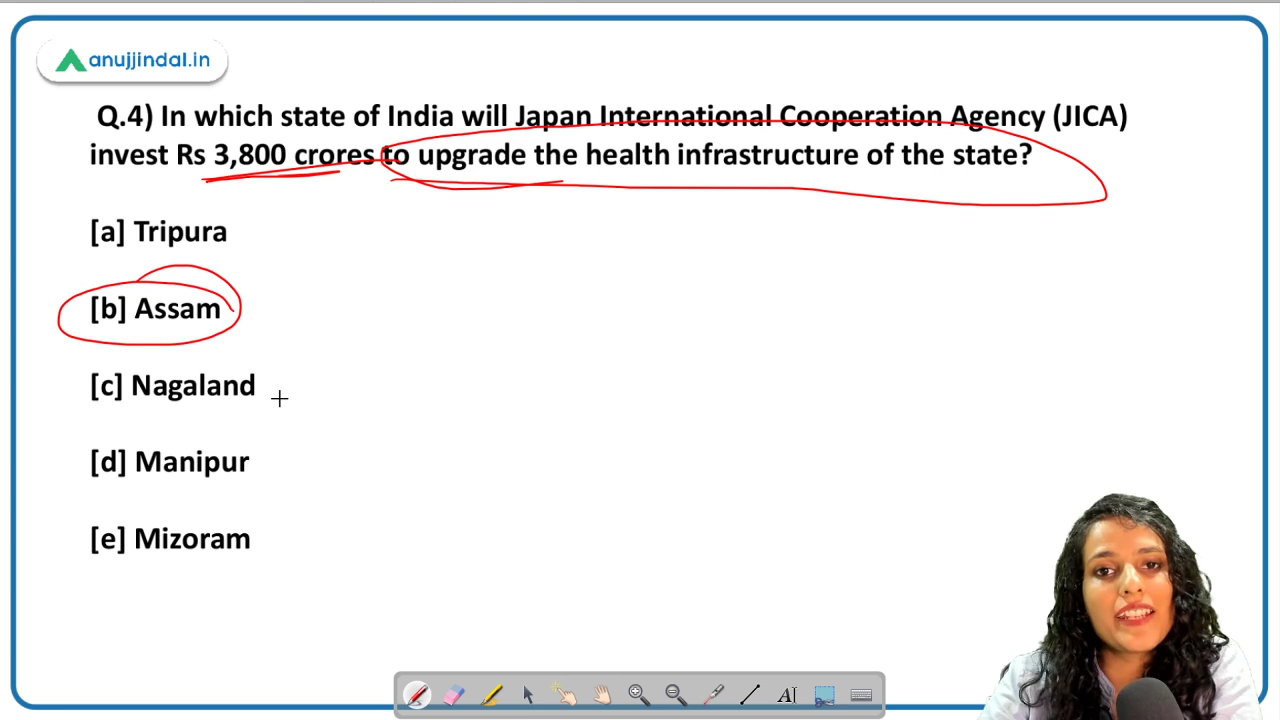 anujjindal.in
Q.4) In which state of India will Japan International Cooperation Agency (JICA)
invest Rs 3,800 crores to upgrade the health infrastructure of the state?
[a] Tripura
[b] Assam
[c] Nagaland
[d] Manipur
[e] Mizoram
A